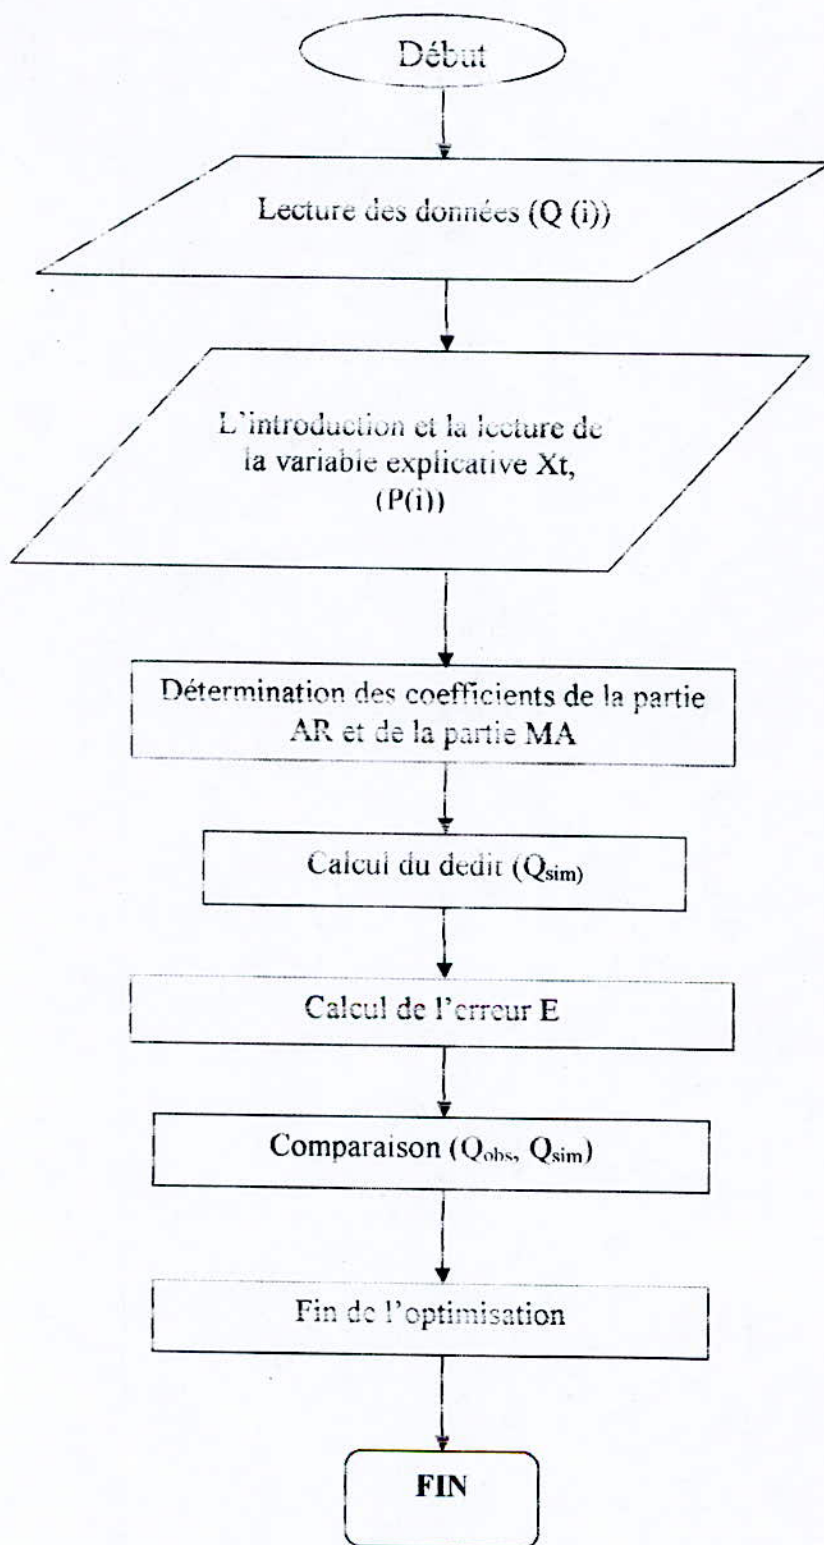 Début
Lecture des données (Q (i))
L'introduction et la lecture de
la variable explicative Xt,
(P(i))
Détermination des coefficients de la partie
AR et de la partie MA
Calcul du dedit (Qsim)
Calcul de l'erreur E
Comparaison (Qobs, Qsim)
Fin de l'optimisation
FIN